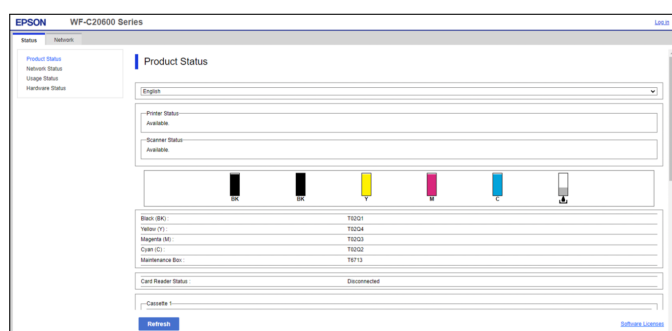 EPSON WF-C20600 Series
Log in
Status Network
Product Status
Network Status
Usage Status
Hardware Status
Product Status
English
Printer Status
Available.
Scanner Status
Available.
BK BK Y M C
Black (BK) : T02Q1
Yellow (Y) : T02Q4
Magenta (M) : T02Q3
Cyan (C) : T02Q2
Maintenance Box : T6713
Card Reader Status : Disconnected
Cassette 1
Refresh
Software Licenses